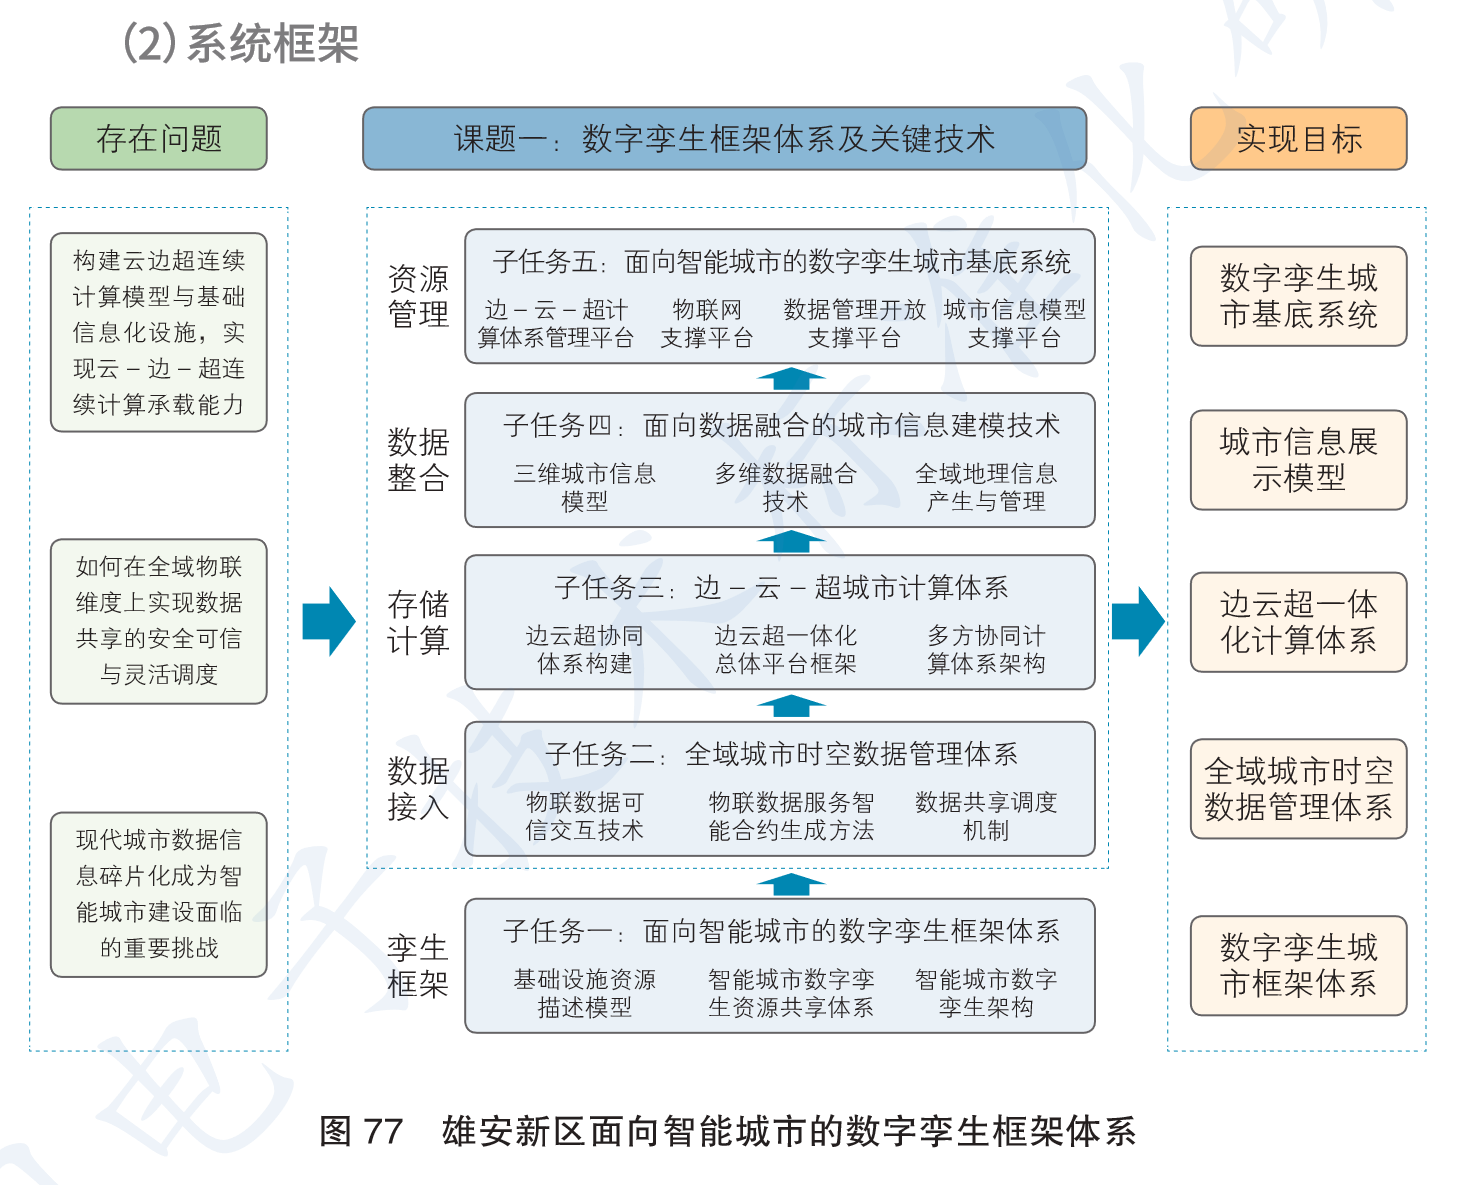 （2）系统框架
存在问题
课题一：数字孪生框架体系及关键技术
实现目标
构建云边超连续
计算模型与基础
信息化设施，实
现云－边－超连
续计算承载能力
如何在全域物联
维度上实现数据
共享的安全可信
与灵活调度
现代城市数据信
息碎片化成为智
能城市建设面临
的重要挑战
资源
管理
子任务五：面向智能城市的数字孪生城市基底系统
边－云－超计
算体系管理平台
物联网
支撑平台
数据管理开放
支撑平台
城市信息模型
支撑平台
数据
整合
子任务四：面向数据融合的城市信息建模技术
三维城市信息
模型
多维数据融合
技术
全域地理信息
产生与管理
存储
计算
子任务三：边－云－超城市计算体系
边云超协同
体系构建
边云超一体化
总体平台框架
多方协同计
算体系架构
数据
接入
子任务二：全域城市时空数据管理体系
物联数据可
信交互技术
物联数据服务智
能合约生成方法
数据共享调度
机制
孪生
框架
子任务一：面向智能城市的数字孪生框架体系
基础设施资源
描述模型
智能城市数字孪
生资源共享体系
智能城市数字
孪生架构
数字孪生城
市基底系统
城市信息展
示模型
边云超一体
化计算体系
全域城市时空
数据管理体系
数字孪生城
市框架体系
图 77 雄安新区面向智能城市的数字孪生框架体系
电子技术标准化研